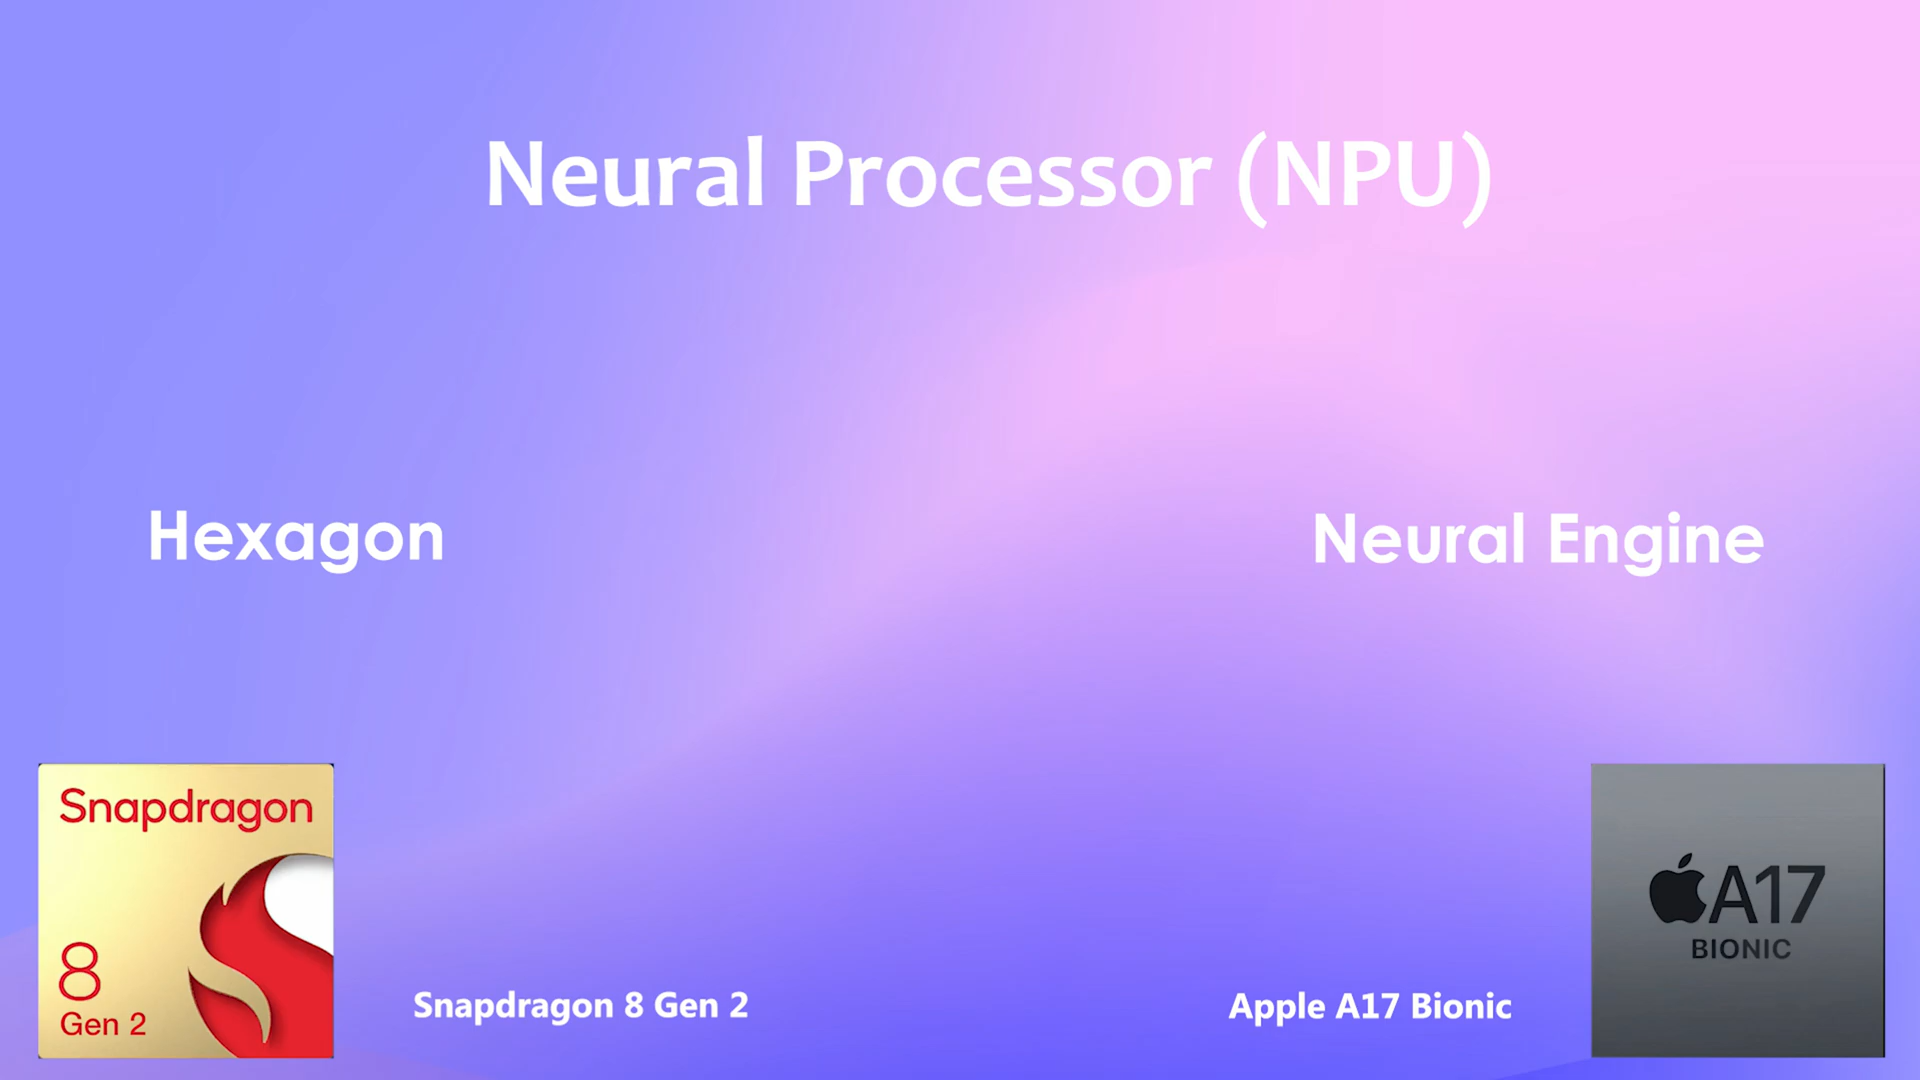 Neural Processor (NPU)
Hexagon
Neural Engine
Snapdragon
8
Gen 2
Snapdragon 8 Gen 2
Apple A17 Bionic
A17
BIONIC